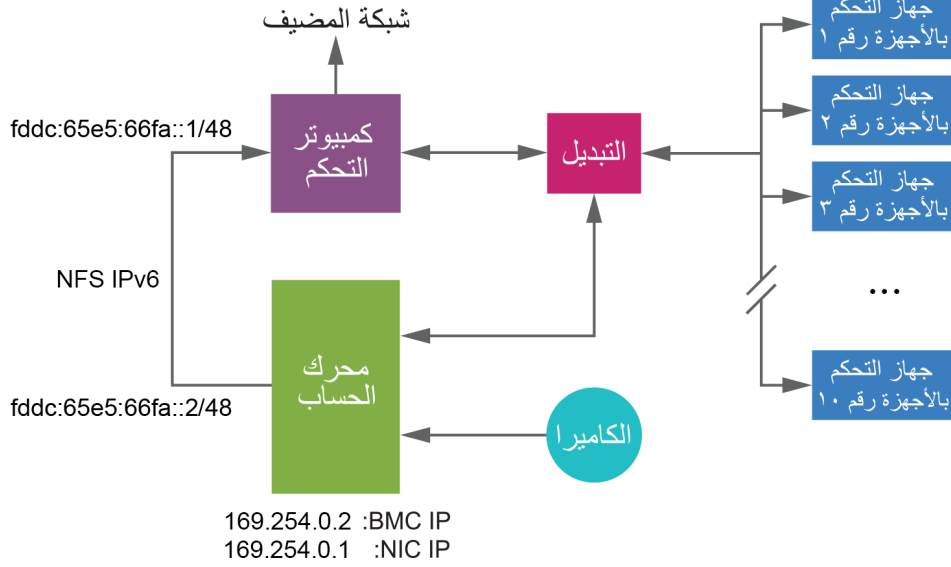 شبكة المضيف
fddc:65e5:66fa::1/48
كمبيوتر
التحكم
التبديل
جهاز التحكم
بالأجهزة رقم ١
جهاز التحكم
بالأجهزة رقم ٢
جهاز التحكم
بالأجهزة رقم ٣
...
جهاز التحكم
بالأجهزة رقم ١٠
NFS IPv6
محرك
الحساب
fddc:65e5:66fa::2/48
الكاميرا
169.254.0.2 :BMC IP
169.254.0.1 :NIC IP